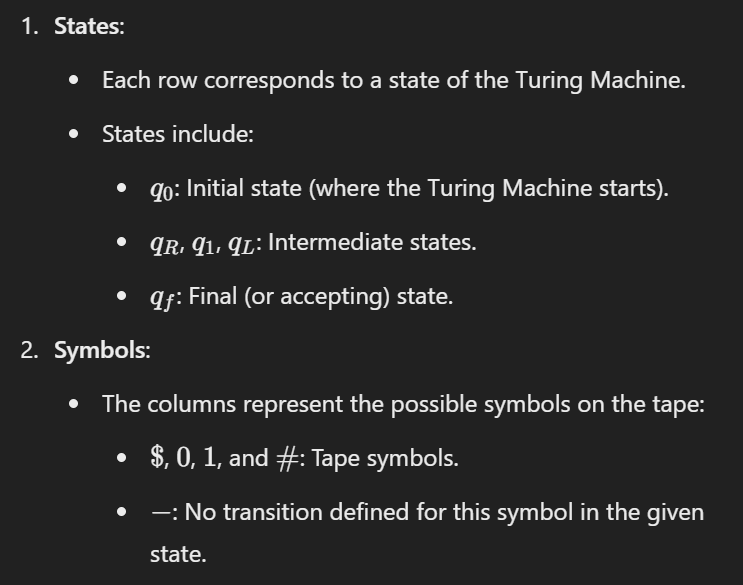 1. States:
• Each row corresponds to a state of the Turing Machine.
• States include:
• q₀: Initial state (where the Turing Machine starts).
• q_R, q₁, q_L: Intermediate states.
• q_f: Final (or accepting) state.
2. Symbols:
• The columns represent the possible symbols on the tape:
• $, 0, 1, and #: Tape symbols.
• —: No transition defined for this symbol in the given
state.